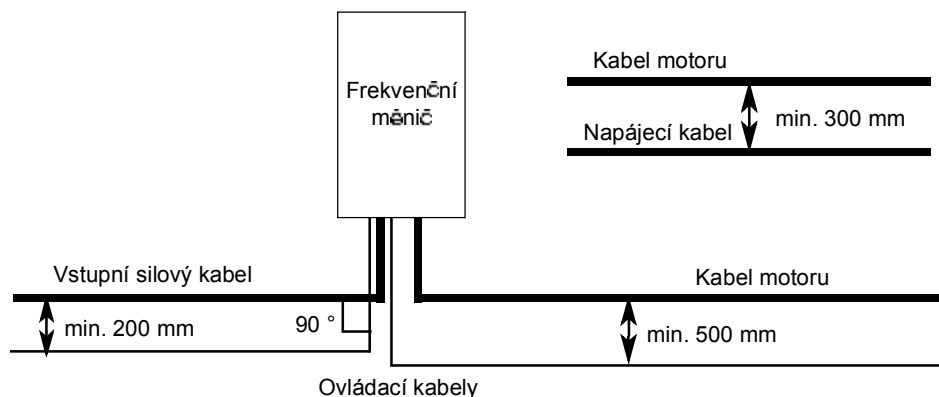 Frekvenční
měnič
Kabel motoru
min. 300 mm
Napájecí kabel
Vstupní silový kabel
Kabel motoru
min. 200 mm
90 °
min. 500 mm
Ovládací kabely